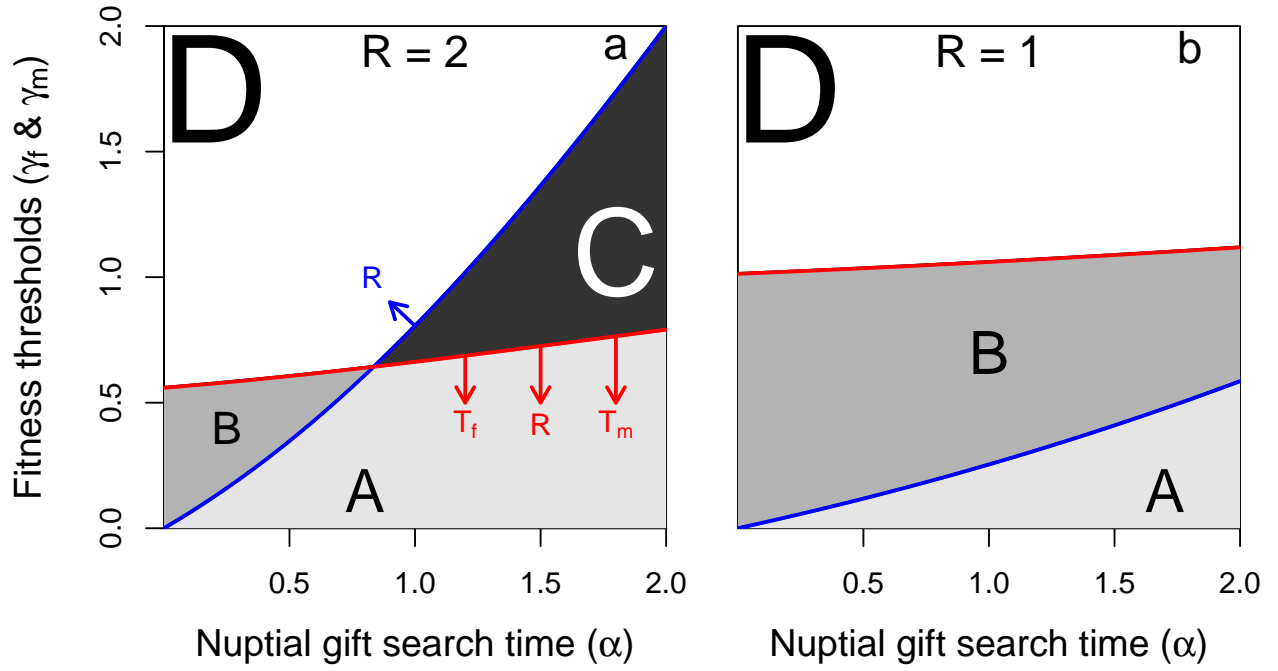 Fitness thresholds (γf & γm)
0.0
0.5
1.0
1.5
2.0
D
R = 2
a
C
R
B
Tf
R
Tm
A
0.5
1.0
1.5
2.0
Nuptial gift search time (α)
D
R = 1
b
B
A
0.5
1.0
1.5
2.0
Nuptial gift search time (α)